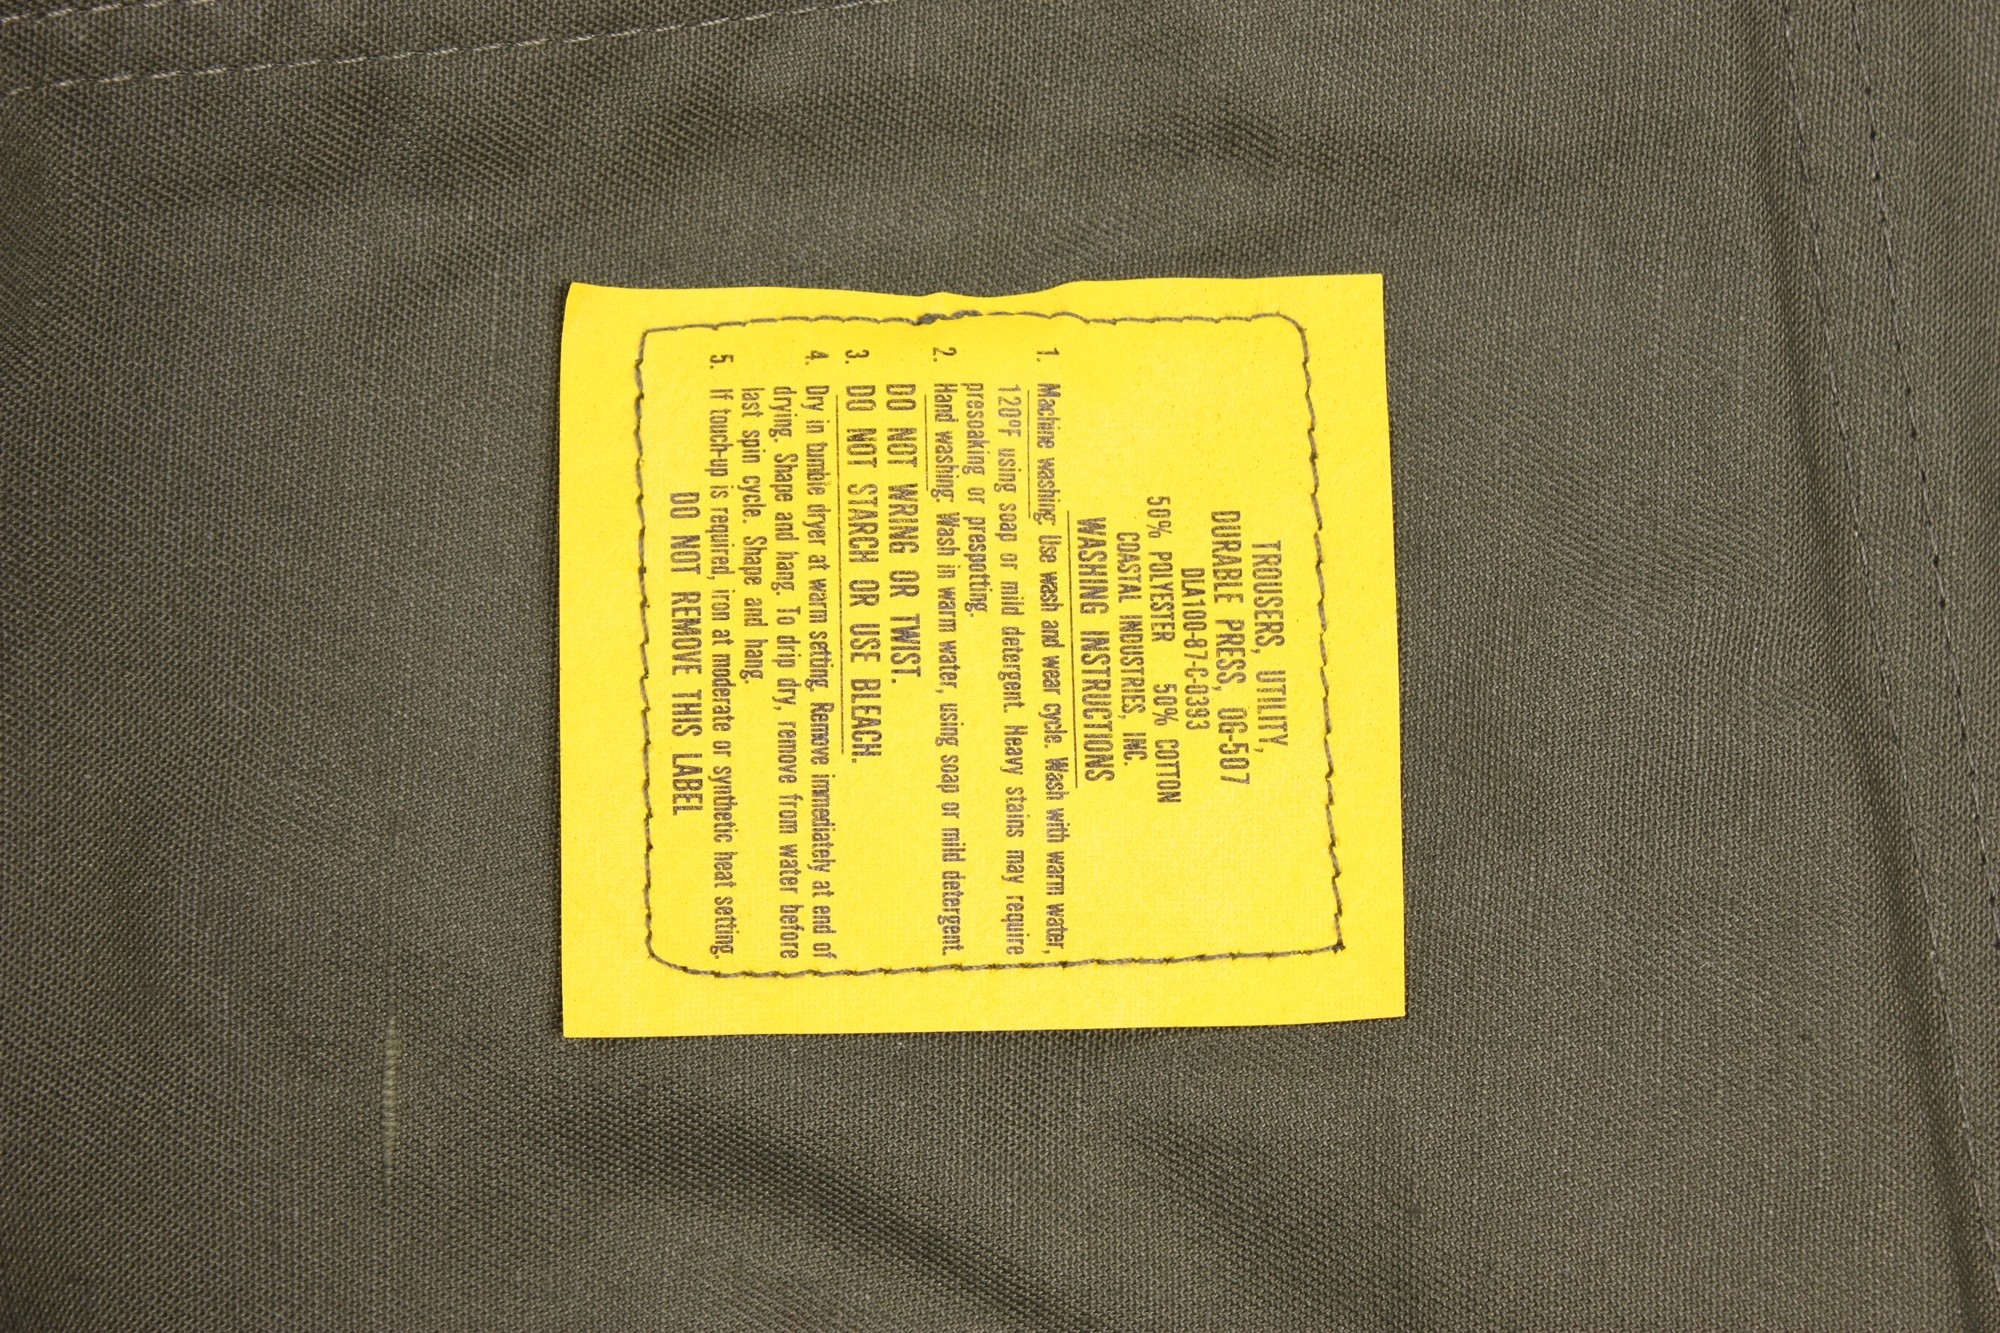 TROUSERS, UTILITY,
DURABLE PRESS, OG-507
DLA100-87-C-0393
50% POLYESTER 50% COTTON
COASTAL INDUSTRIES, INC.
WASHING INSTRUCTIONS
1. Machine washing: Use wash and wear cycle. Wash with warm water,
120°F using soap or mild detergent. Heavy stains may require
presoaking or prespotting.
2. Hand washing: Wash in warm water, using soap or mild detergent.
DO NOT WRING OR TWIST.
3. DO NOT STARCH OR USE BLEACH.
4. Dry in tumble dryer at warm setting. Remove immediately at end of
drying. Shape and hang. To drip dry, remove from water before
last spin cycle. Shape and hang.
5. If touch-up is required, iron at moderate or synthetic heat setting.
DO NOT REMOVE THIS LABEL